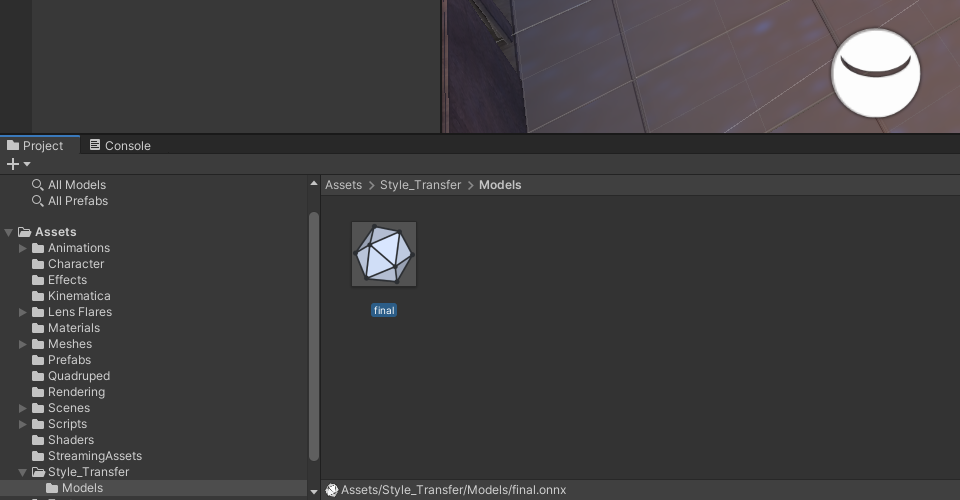 Project
Console
All Models
All Prefabs
Assets
Animations
Character
Effects
Kinematica
Lens Flares
Materials
Meshes
Prefabs
Quadruped
Rendering
Scenes
Scripts
Shaders
StreamingAssets
Style_Transfer
Models
Assets > Style_Transfer > Models
final
Assets/Style_Transfer/Models/final.onnx